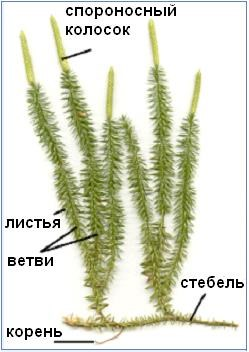 спороносный
колосок
листья
ветви
стебель
корень